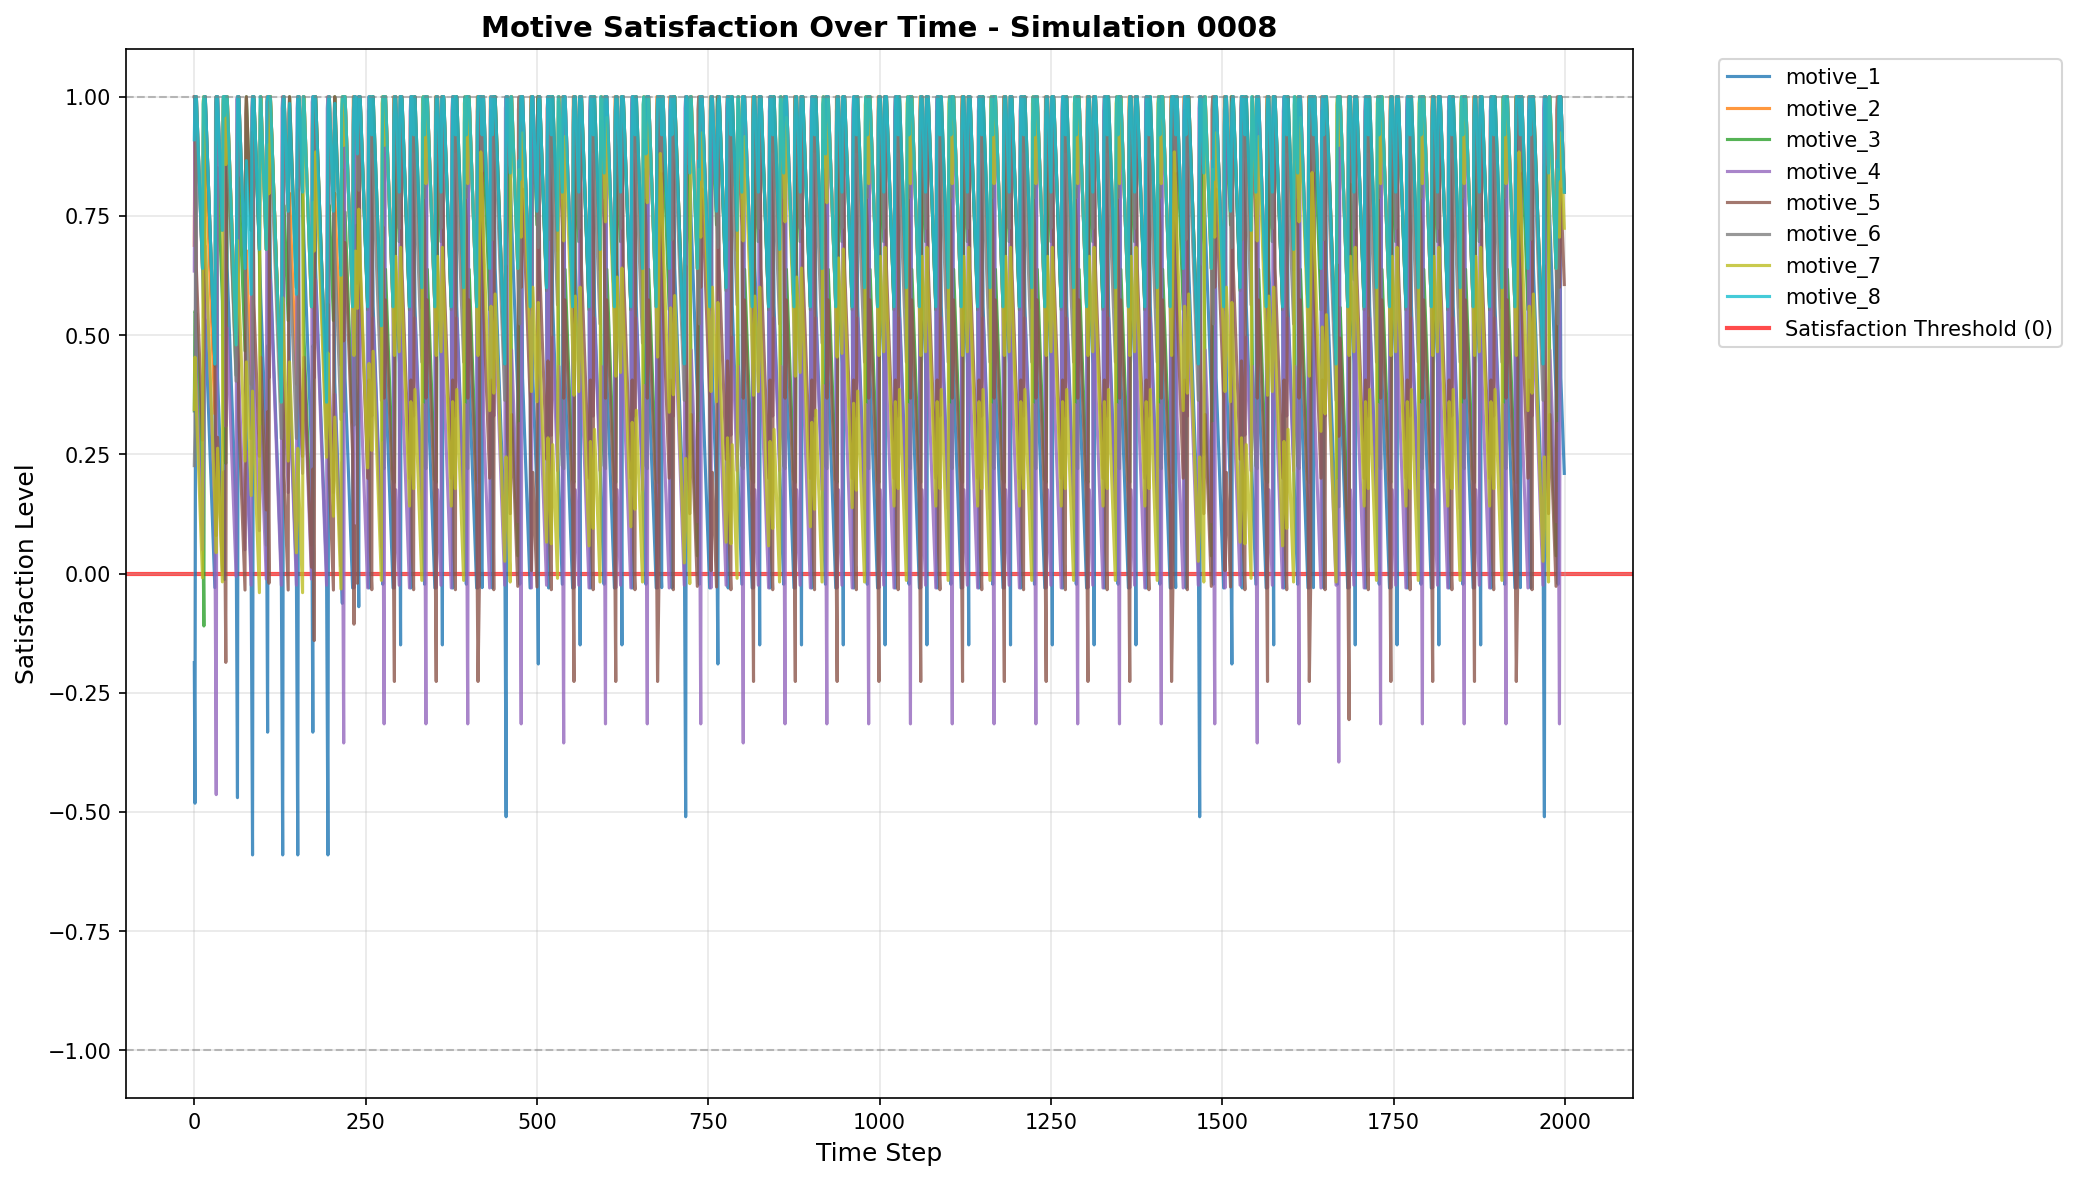 Motive Satisfaction Over Time - Simulation 0008
Satisfaction Level
1.00
0.75
0.50
0.25
0.00
−0.25
−0.50
−0.75
−1.00
0 250 500 750 1000 1250 1500 1750 2000
Time Step
motive_1
motive_2
motive_3
motive_4
motive_5
motive_6
motive_7
motive_8
Satisfaction Threshold (0)